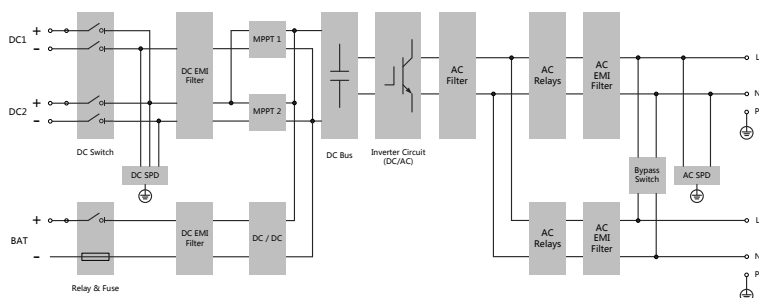 DC1
+
-
DC2
+
-
DC Switch
DC SPD
DC EMI
Filter
MPPT 1
MPPT 2
DC Bus
Inverter Circuit
(DC/AC)
AC
Filter
AC
Relays
AC
EMI
Filter
L
N
P
Bypass
Switch
AC SPD
BAT
+
-
Relay & Fuse
DC EMI
Filter
DC / DC
AC
Relays
AC
EMI
Filter
L
N
P